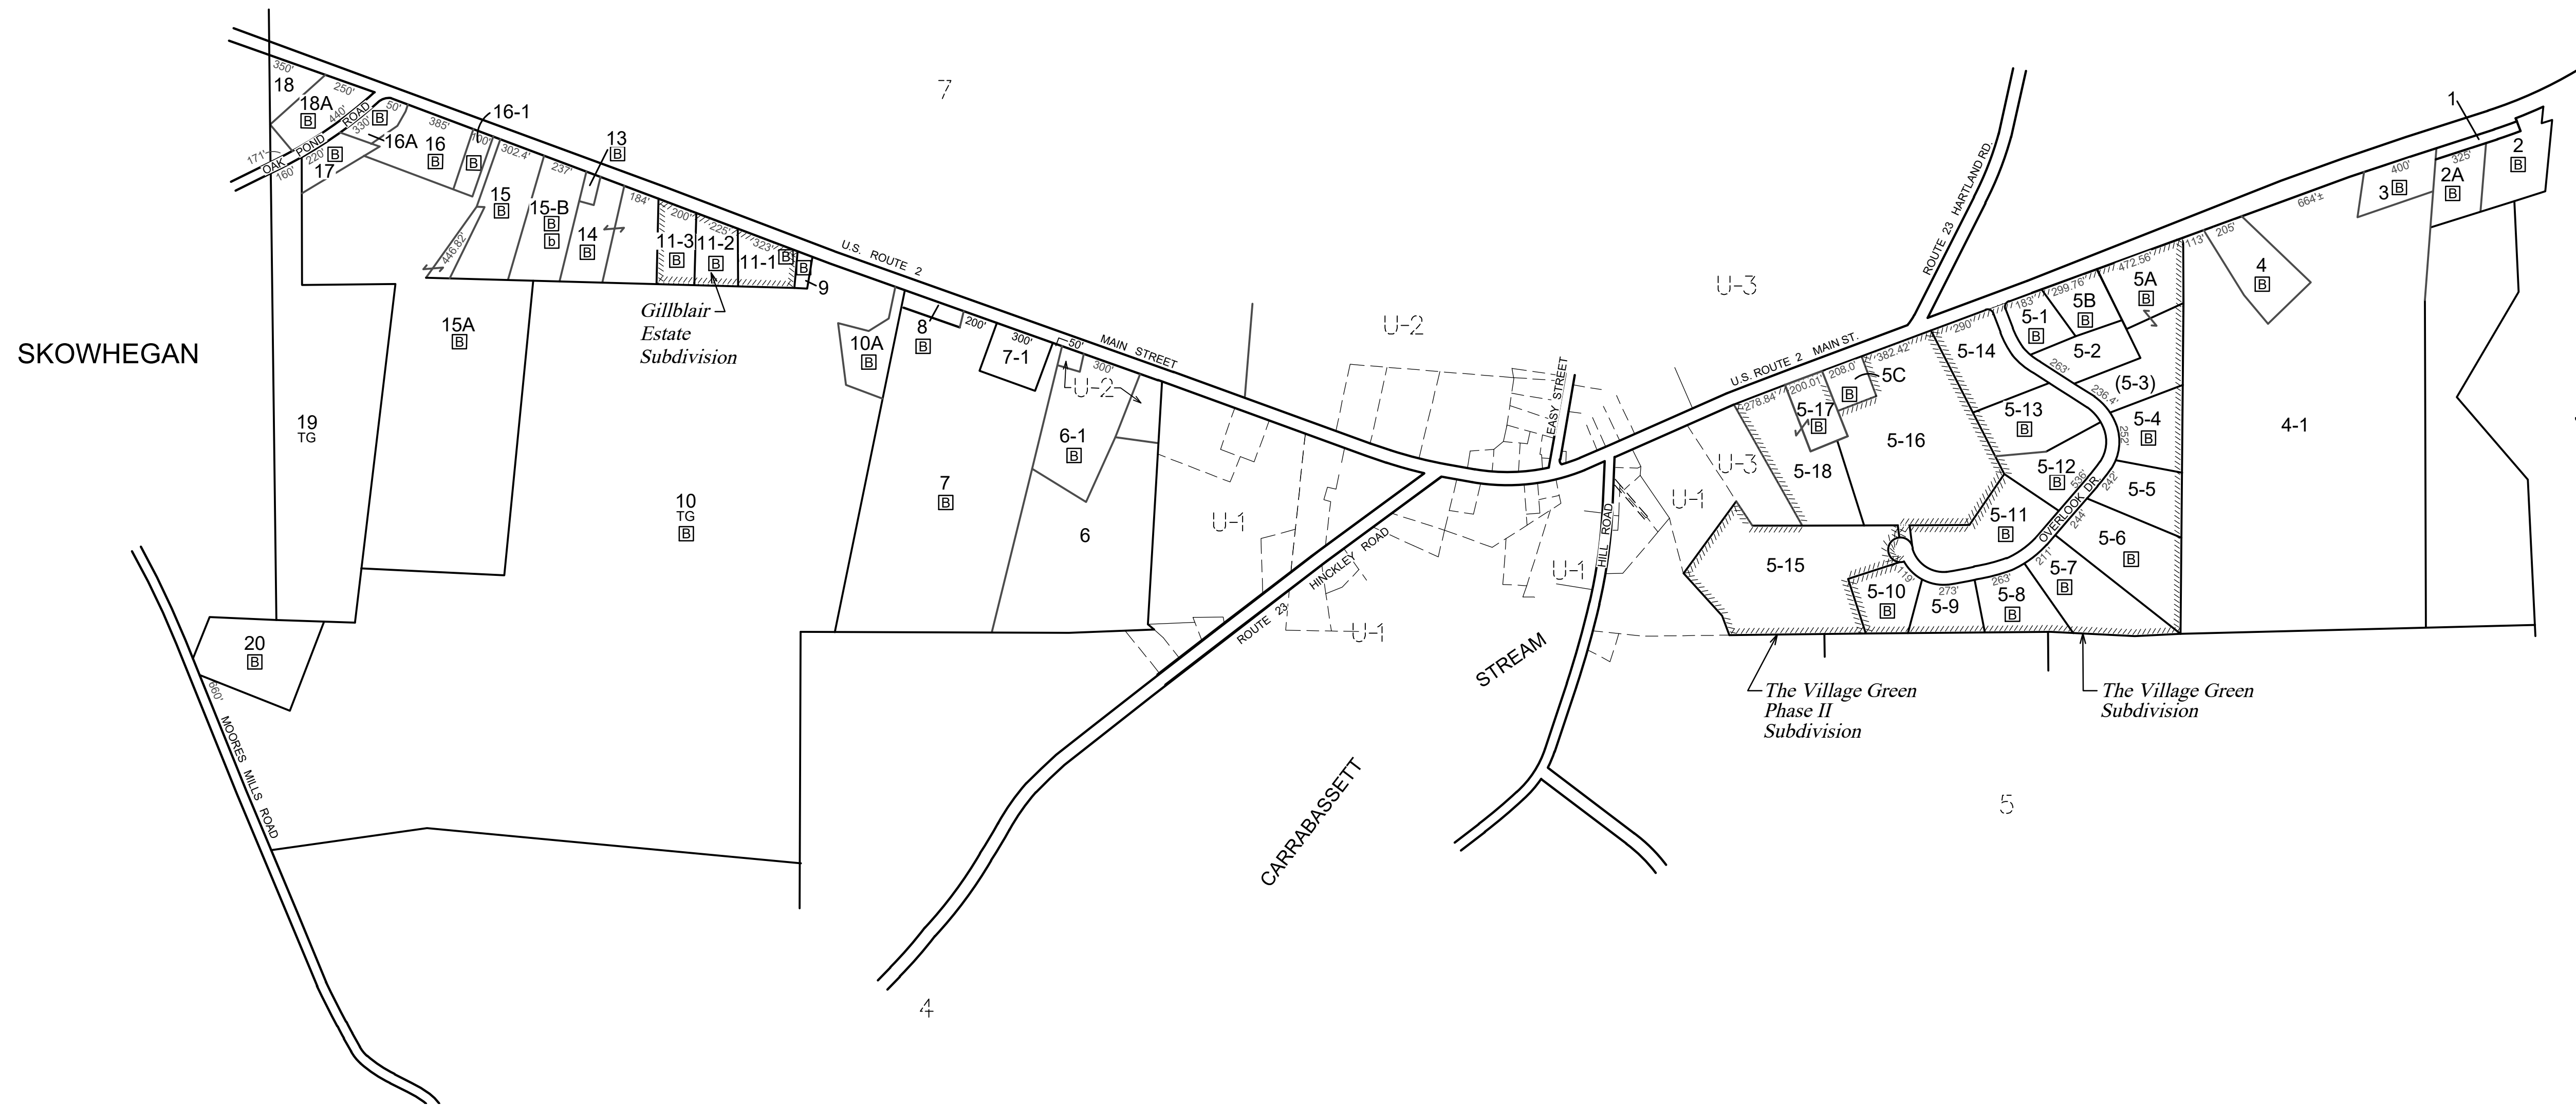 SKOWHEGAN
350'
18
250'
18A
B
440'
OAK POND ROAD
330'
50'
B
171'
220'
160'
17
B
16A
385'
16
B
16-1
100'
B
302.4'
15
B
446.82'
237'
15-B
B
b
13
B
14
B
184'
200'
11-3
B
225'
11-2
B
323'
11-1
B
B
9
Gillblair
Estate
Subdivision
U.S. ROUTE 2
15A
B
19
TG
10
TG
B
10A
B
8
B
200'
300'
7-1
50'
300'
U-2
MAIN STREET
6-1
B
7
B
6
20
B
660'
MOORES MILLS ROAD
7
U-3
U-2
U-1
U-1
U-1
U-1
U-3
EASY STREET
HILL ROAD
HINCKLEY ROAD
ROUTE 23
CARRABASSETT
STREAM
4
5
ROUTE 23 HARTLAND RD.
U.S. ROUTE 2 MAIN ST.
278.84'
200.01'
208.0'
382.42'
290'
183'
299.76'
472.56'
113'
205'
664'±
400'
325'
1
2
B
2A
B
3
B
4
B
4-1
5A
B
5B
B
5-1
B
5-2
(5-3)
5-4
B
5-5
5-6
B
5-7
B
5-8
B
5-9
5-10
B
5-11
B
5-12
B
5-13
B
5-14
5-15
5-16
5-17
B
5-18
5C
B
263'
236.4'
252'
242'
536'
244'
211'
263'
273'
119'
OVERLOOK DR
The Village Green
Phase II
Subdivision
The Village Green
Subdivision